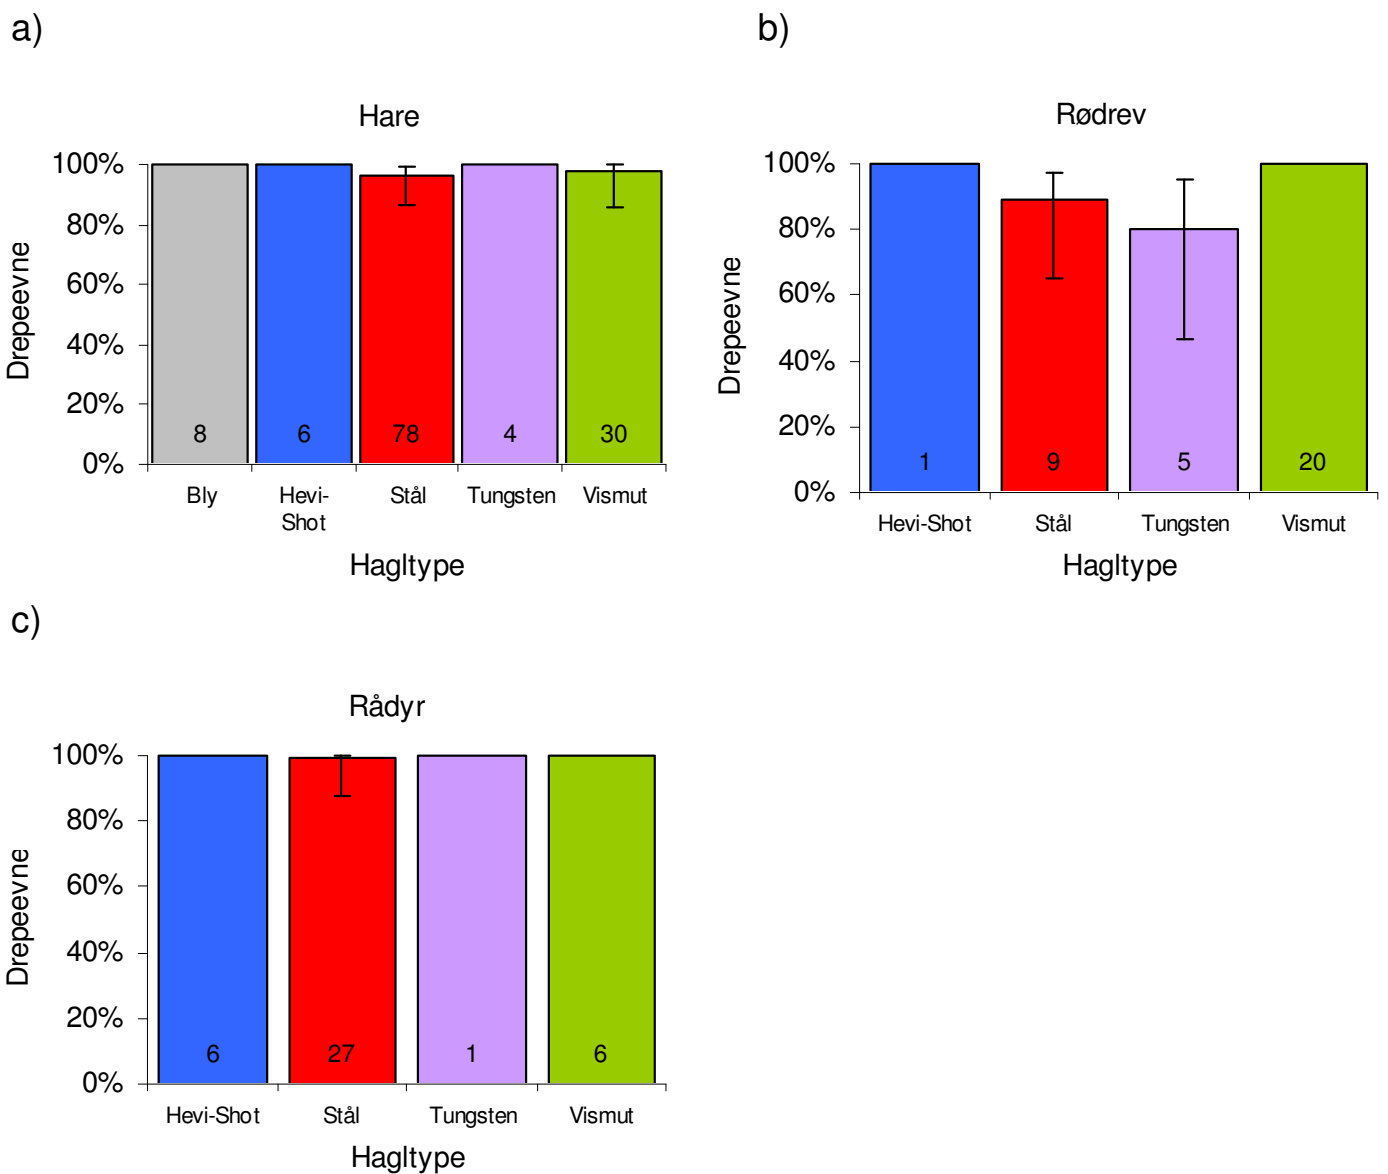 a)
Hare
100%
80%
60%
40%
20%
0%
Drepeevne
8 6 78 4 30
Bly Hevi-Shot Stål Tungsten Vismut
Hagltype
b)
Rødrev
100%
80%
60%
40%
20%
0%
Drepeevne
1 9 5 20
Hevi-Shot Stål Tungsten Vismut
Hagltype
c)
Rådyr
100%
80%
60%
40%
20%
0%
Drepeevne
6 27 1 6
Hevi-Shot Stål Tungsten Vismut
Hagltype